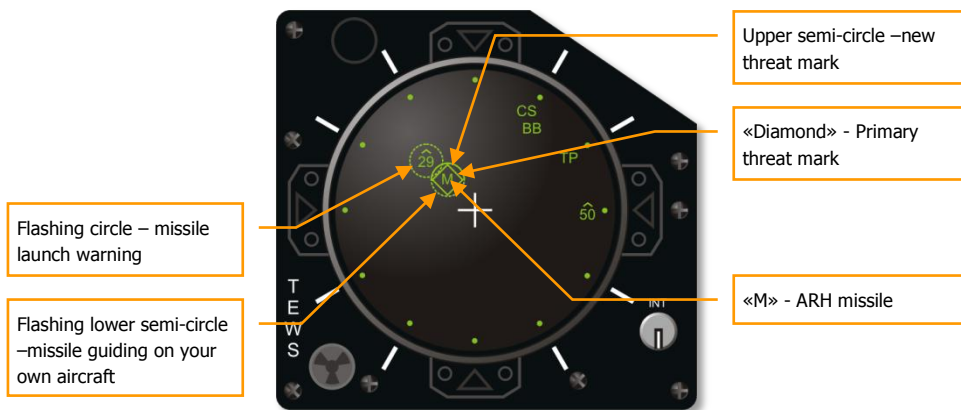 Upper semi-circle –new
threat mark
«Diamond» - Primary
threat mark
CS
BB
TP
29
M
50
Flashing circle – missile
launch warning
«M» - ARH missile
INT
T
E
W
S
Flashing lower semi-circle
–missile guiding on your
own aircraft